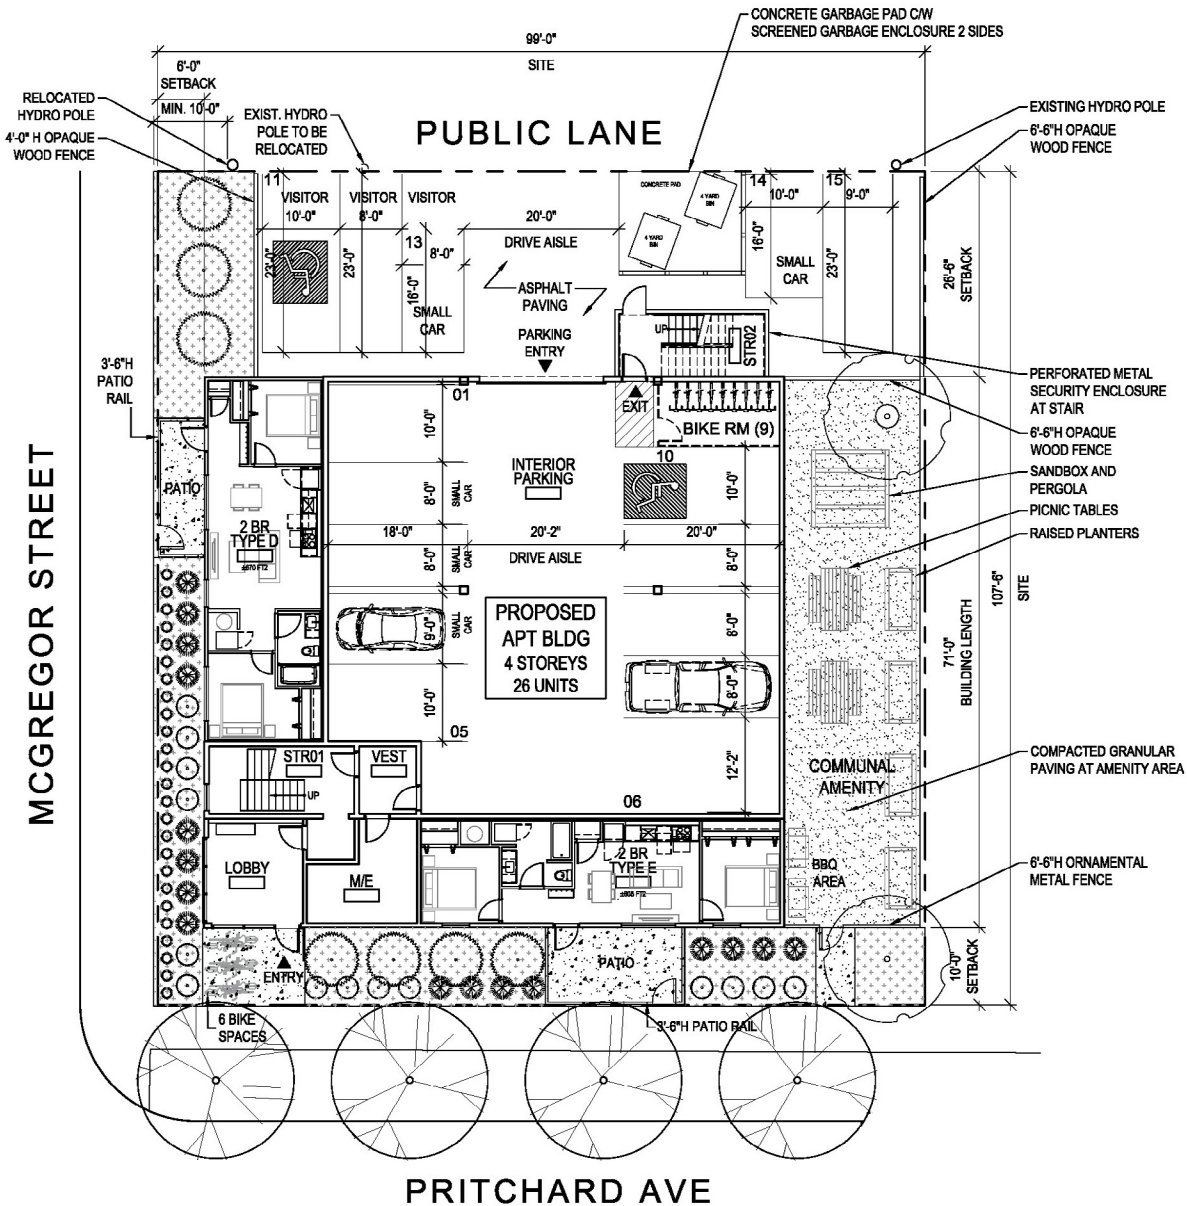 CONCRETE GARBAGE PAD C/W
SCREENED GARBAGE ENCLOSURE 2 SIDES
99'-0"
SITE
6'-0"
SETBACK
MIN. 10'-0"
RELOCATED
HYDRO POLE
4'-0" H OPAQUE
WOOD FENCE
EXIST. HYDRO
POLE TO BE
RELOCATED
PUBLIC LANE
EXISTING HYDRO POLE
6'-6"H OPAQUE
WOOD FENCE
11
VISITOR
10'-0"
VISITOR
8'-0"
VISITOR
20'-0"
CONCRETE PAD
4 YARD
BIN
4 YARD
BIN
14
10'-0"
15
9'-0"
13
8'-0"
DRIVE AISLE
23'-0"
23'-0"
16'-0"
SMALL
CAR
ASPHALT
PAVING
PARKING
ENTRY
16'-0"
SMALL
CAR
23'-0"
26'-6"
SETBACK
UP
STR02
3'-6"H
PATIO
RAIL
PERFORATED METAL
SECURITY ENCLOSURE
AT STAIR
6'-6"H OPAQUE
WOOD FENCE
SANDBOX AND
PERGOLA
PICNIC TABLES
RAISED PLANTERS
01
EXIT
BIKE RM (9)
10'-0"
INTERIOR
PARKING
10
10'-0"
8'-0"
SMALL
CAR
PATIO
2 BR
TYPE D
±670 FT2
18'-0"
20'-2"
20'-0"
DRIVE AISLE
8'-0"
SMALL
CAR
8'-0"
9'-0"
SMALL
CAR
8'-0"
8'-0"
10'-0"
05
PROPOSED
APT BLDG
4 STOREYS
26 UNITS
12'-2"
06
107'-6"
SITE
71'-0"
BUILDING LENGTH
MCGREGOR STREET
STR01
UP
VEST
COMMUNAL
AMENITY
COMPACTED GRANULAR
PAVING AT AMENITY AREA
LOBBY
M/E
2 BR
TYPE E
BBQ
AREA
6'-6"H ORNAMENTAL
METAL FENCE
ENTRY
PATIO
10'-0"
SETBACK
6 BIKE
SPACES
3'-6"H PATIO RAIL
PRITCHARD AVE